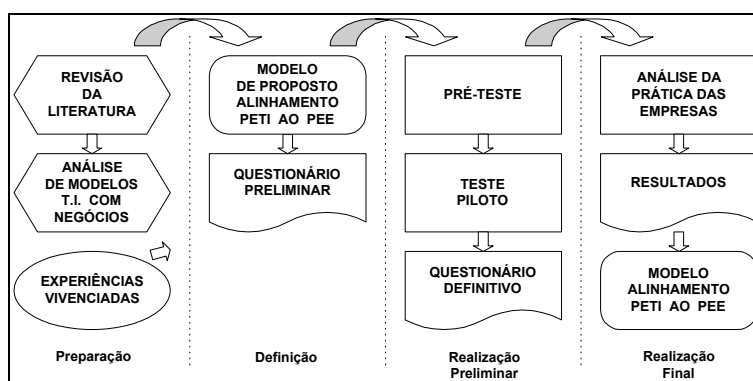 REVISÃO
DA
LITERATURA
ANÁLISE
DE MODELOS
T.I. COM
NEGÓCIOS
EXPERIÊNCIAS
VIVENCIADAS
Preparação
MODELO
DE PROPOSTO
ALINHAMENTO
PETI AO PEE
QUESTIONÁRIO
PRELIMINAR
Definição
PRÉ-TESTE
TESTE
PILOTO
QUESTIONÁRIO
DEFINITIVO
Realização
Preliminar
ANÁLISE DA
PRÁTICA DAS
EMPRESAS
RESULTADOS
MODELO
ALINHAMENTO
PETI AO PEE
Realização
Final